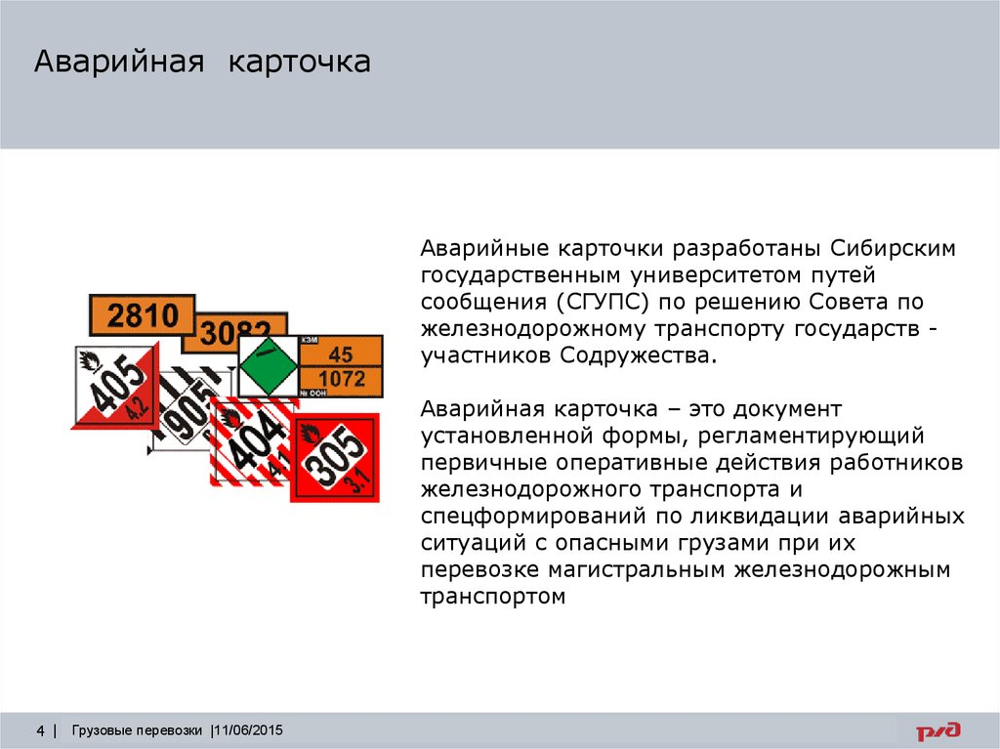 Аварийная карточка
Аварийные карточки разработаны Сибирским
государственным университетом путей
сообщения (СГУПС) по решению Совета по
железнодорожному транспорту государств -
участников Содружества.
Аварийная карточка – это документ
установленной формы, регламентирующий
первичные оперативные действия работников
железнодорожного транспорта и
спецформирований по ликвидации аварийных
ситуаций с опасными грузами при их
перевозке магистральным железнодорожным
транспортом
2810
3082
КЭМ
45
1072
№ ООН
405
4.2
905
404
4.1
305
3.1
4 | Грузовые перевозки |11/06/2015
ржд